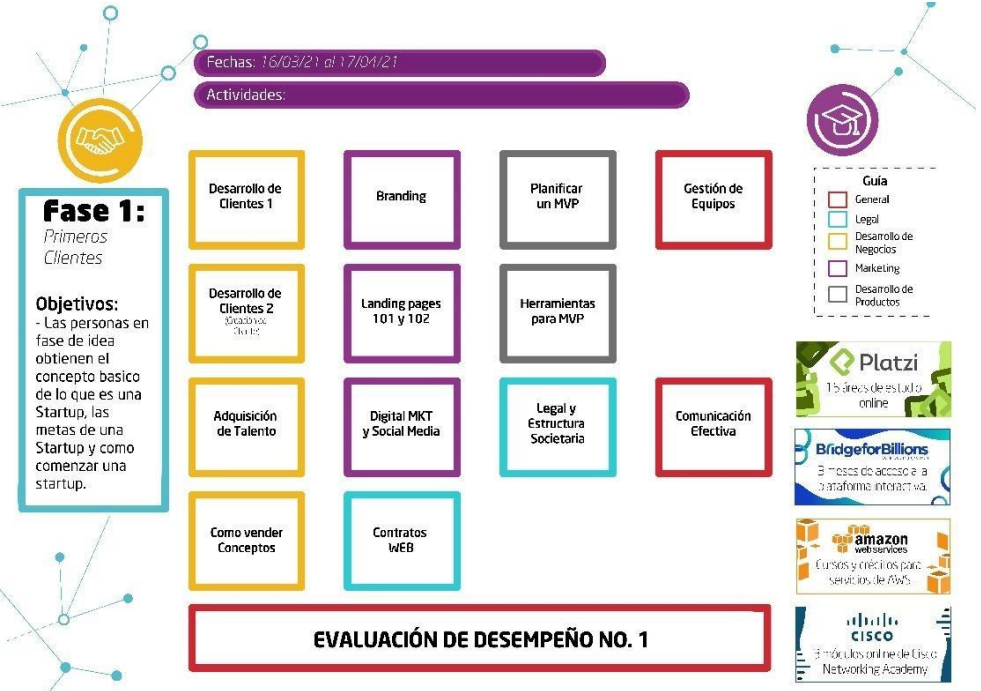 Fechas: 16/03/21 al 17/04/21
Actividades:
Fase 1:
Primeros
Clientes
Objetivos:
- Las personas en
fase de idea
obtienen el
concepto basico
de lo que es una
Startup, las
metas de una
Startup y como
comenzar una
startup.
Desarrollo de
Clientes 1
Branding
Planificar
un MVP
Gestión de
Equipos
Desarrollo de
Clientes 2
Landing pages
101 y 102
Herramientas
para MVP
Adquisición
de Talento
Digital MKT
y Social Media
Legal y
Estructura
Societaria
Comunicación
Efectiva
Como vender
Conceptos
Contratos
WEB
EVALUACIÓN DE DESEMPEÑO NO. 1
Guía
General
Legal
Desarrollo de
Negocios
Marketing
Desarrollo de
Productos
Platzi
áreas de estudio
online
BridgeforBillions
3 meses de acceso a la
plataforma interactiva.
amazon
webservices
Cursos y créditos para
servicios de AWS
CISCO
módulos online de Cisco
Networking Academy